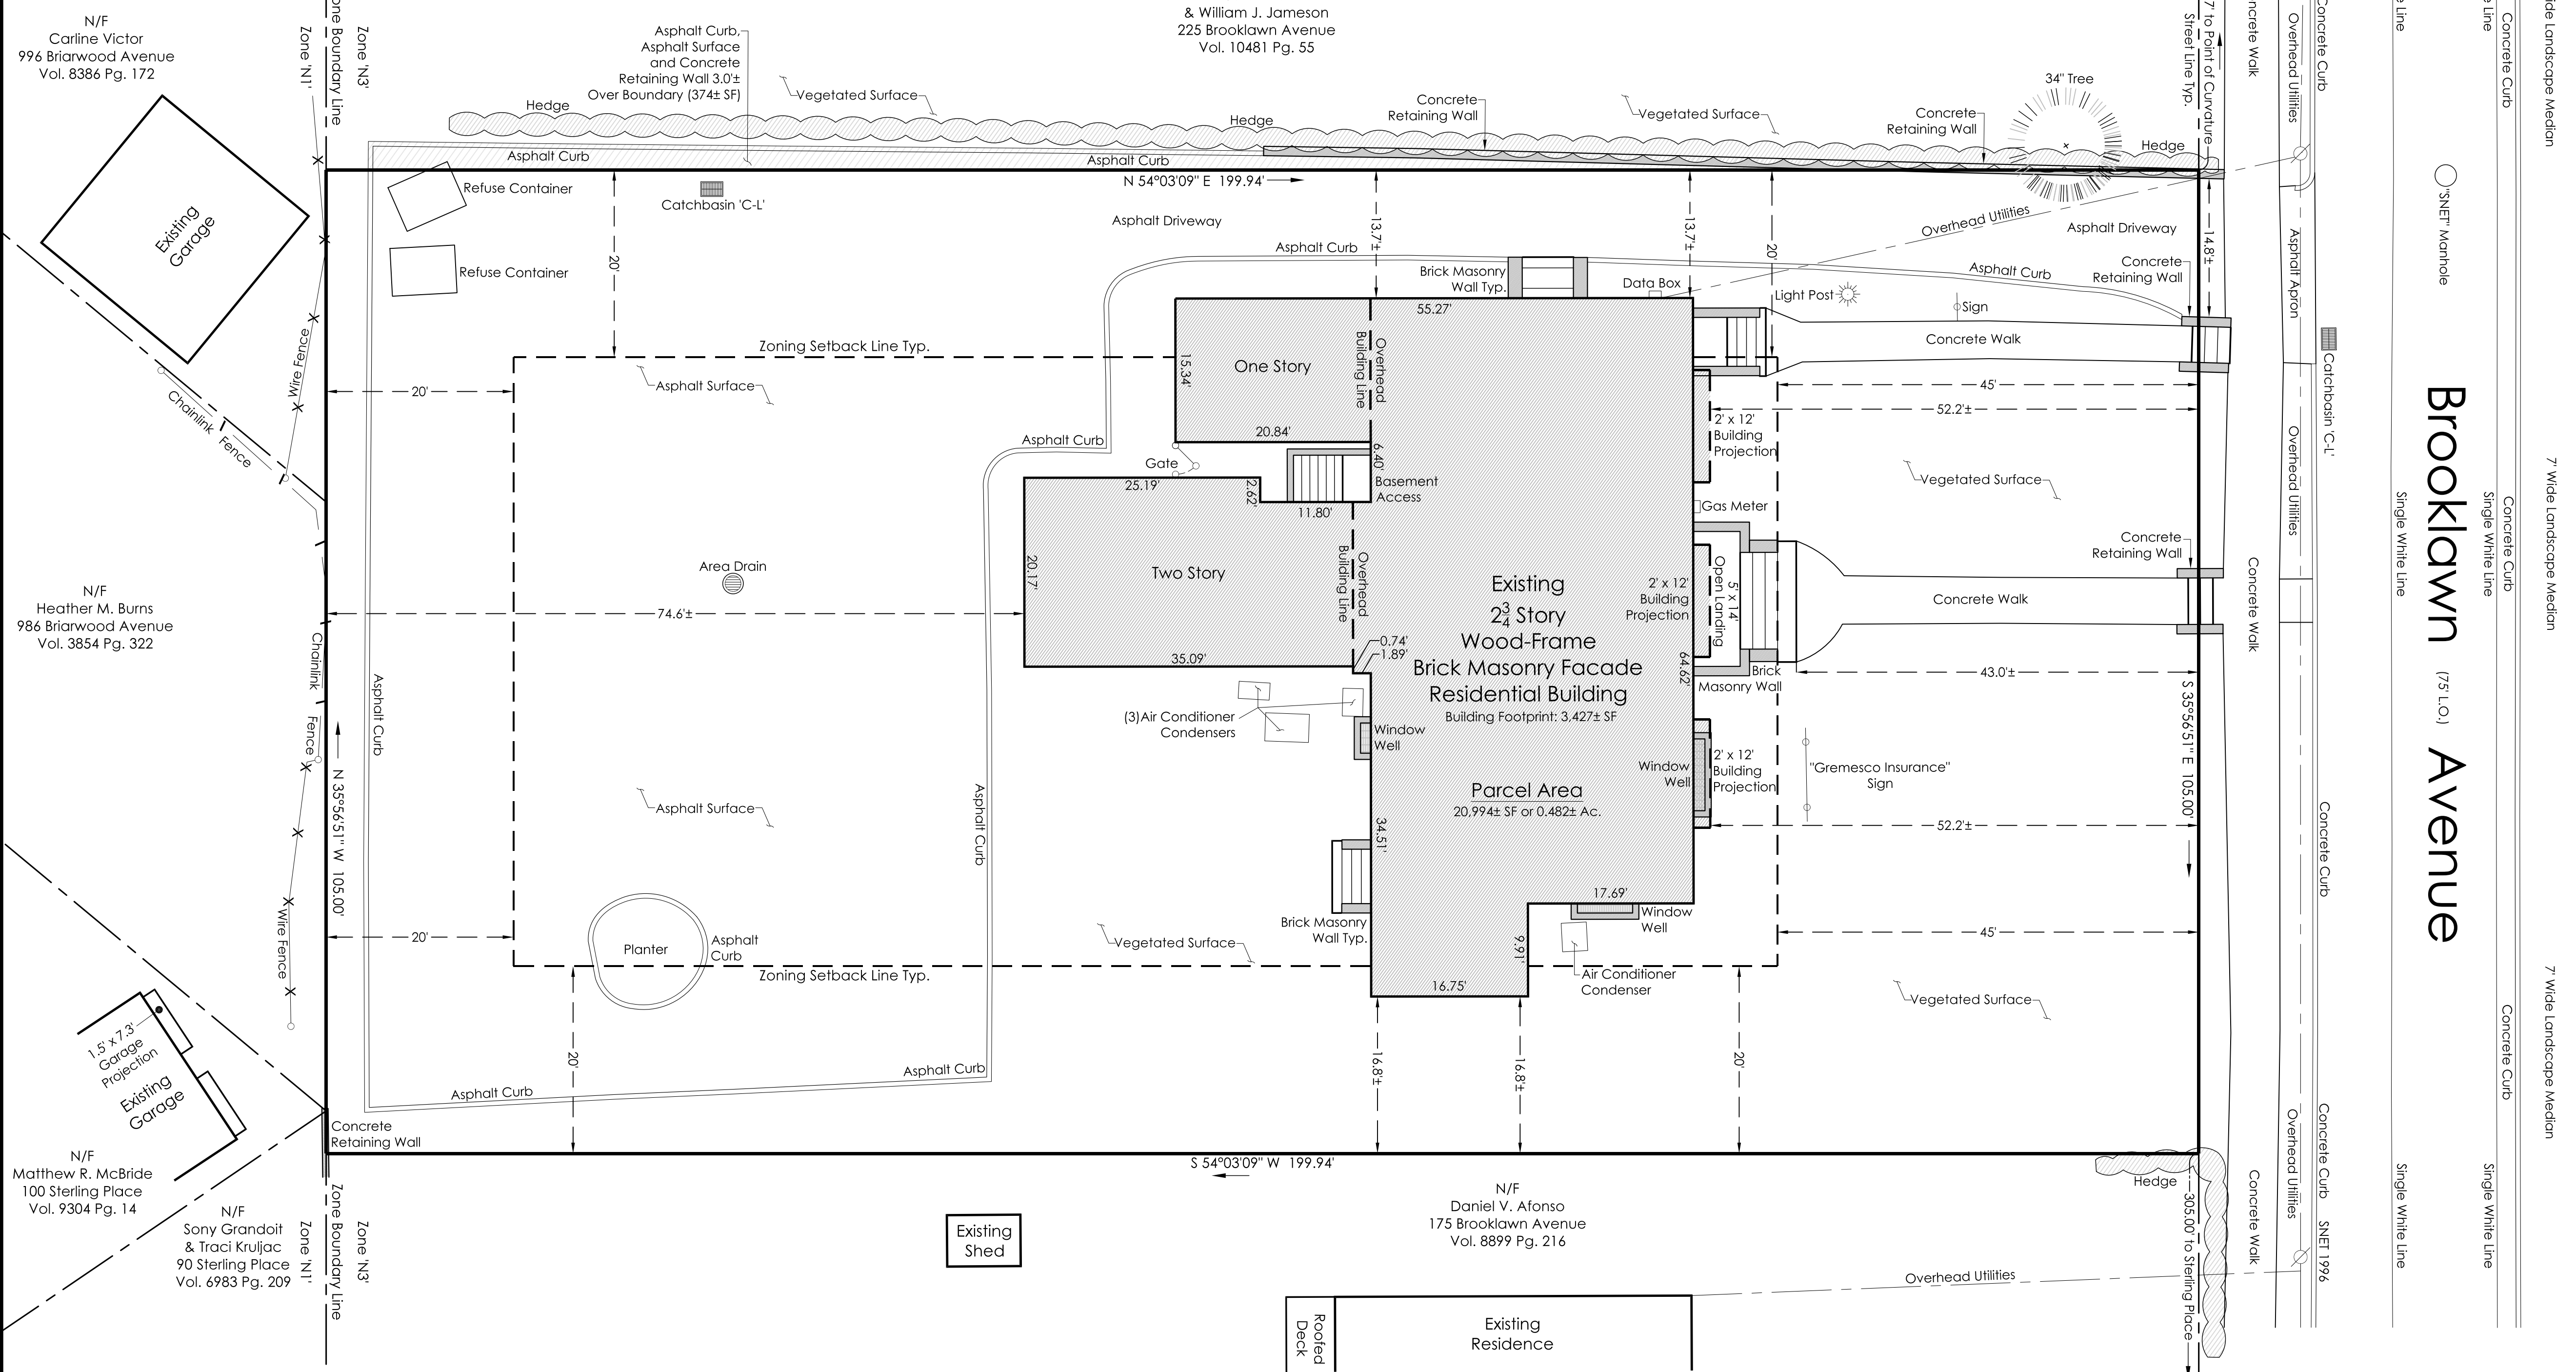 N/F
Carline Victor
996 Briarwood Avenue
Vol. 8386 Pg. 172
Zone 'N1'
one Boundary Line
Zone 'N3'
Asphalt Curb,
Asphalt Surface
and Concrete
Retaining Wall 3.0'±
Over Boundary (374± SF)
Vegetated Surface
& William J. Jameson
225 Brooklawn Avenue
Vol. 10481 Pg. 55
Hedge
Hedge
Concrete
Retaining Wall
Vegetated Surface
Concrete
Retaining Wall
34" Tree
Hedge
7' to Point of Curvature
Street Line Typ.
ncrete Walk
Overhead Utilities
Concrete Curb
e Line
e Line
Concrete Curb
ide Landscape Median
Asphalt Curb
Asphalt Curb
N 54°03'09" E 199.94'
Refuse Container
Refuse Container
Catchbasin 'C-L'
Asphalt Driveway
Existing
Garage
Wire Fence
Chainlink
Fence
20'
20'
Zoning Setback Line Typ.
Asphalt Surface
Asphalt Curb
Asphalt Curb
Brick Masonry
Wall Typ.
13.7'±
13.7'±
20'
Overhead Utilities
Asphalt Driveway
14.8'±
Data Box
Light Post
Sign
Asphalt Curb
Concrete
Retaining Wall
Asphalt Apron
"SNET" Manhole
Catchbasin 'C-L'
55.27'
One Story
15.34'
20.84'
Overhead
Building Line
6.40'
Basement
Access
Gate
25.19'
2.62'
11.80'
Two Story
20.17'
35.09'
Overhead
Building Line
0.74'
1.89'
Concrete Walk
45'
52.2'±
2' x 12'
Building
Projection
Vegetated Surface
Gas Meter
Concrete
Retaining Wall
Overhead Utilities
Single White Line
Single White Line
Concrete Curb
7' Wide Landscape Median
Brooklawn (75' L.O.) Avenue
Area Drain
74.6'±
Existing
2 3/4 Story
Wood-Frame
Brick Masonry Facade
Residential Building
Building Footprint: 3,427± SF
2' x 12'
Building
Projection
5' x 14'
Open Landing
64.62'
Brick
Masonry Wall
Concrete Walk
Concrete Walk
43.0'±
S 35°56'51" E 105.00'
N/F
Heather M. Burns
986 Briarwood Avenue
Vol. 3854 Pg. 322
Chainlink
Fence
Asphalt Curb
Asphalt Curb
N 35°56'51" W 105.00'
(3)Air Conditioner
Condensers
Window
Well
Parcel Area
20,994± SF or 0.482± Ac.
Window
Well
2' x 12'
Building
Projection
"Gremesco Insurance"
Sign
52.2'±
45'
Concrete Curb
Asphalt Surface
34.51'
17.69'
Window
Well
Brick Masonry
Wall Typ.
9.91'
16.75'
Air Conditioner
Condenser
Vegetated Surface
Vegetated Surface
Wire Fence
20'
Planter
Asphalt
Curb
Zoning Setback Line Typ.
20'
16.8'±
16.8'±
20'
Asphalt Curb
Asphalt Curb
1.5' x 7.3'
Garage
Projection
Existing
Garage
Concrete
Retaining Wall
S 54°03'09" W 199.94'
N/F
Matthew R. McBride
100 Sterling Place
Vol. 9304 Pg. 14
N/F
Sony Grandoit
& Traci Kruljac
90 Sterling Place
Vol. 6983 Pg. 209
Zone 'N1'
Zone Boundary Line
Zone 'N3'
Existing
Shed
N/F
Daniel V. Afonso
175 Brooklawn Avenue
Vol. 8899 Pg. 216
Hedge
305.00' to Sterling Place
Concrete Walk
Overhead Utilities
Concrete Curb
SNET 1996
Single White Line
Single White Line
Concrete Curb
7' Wide Landscape Median
Overhead Utilities
Roofed
Deck
Existing
Residence